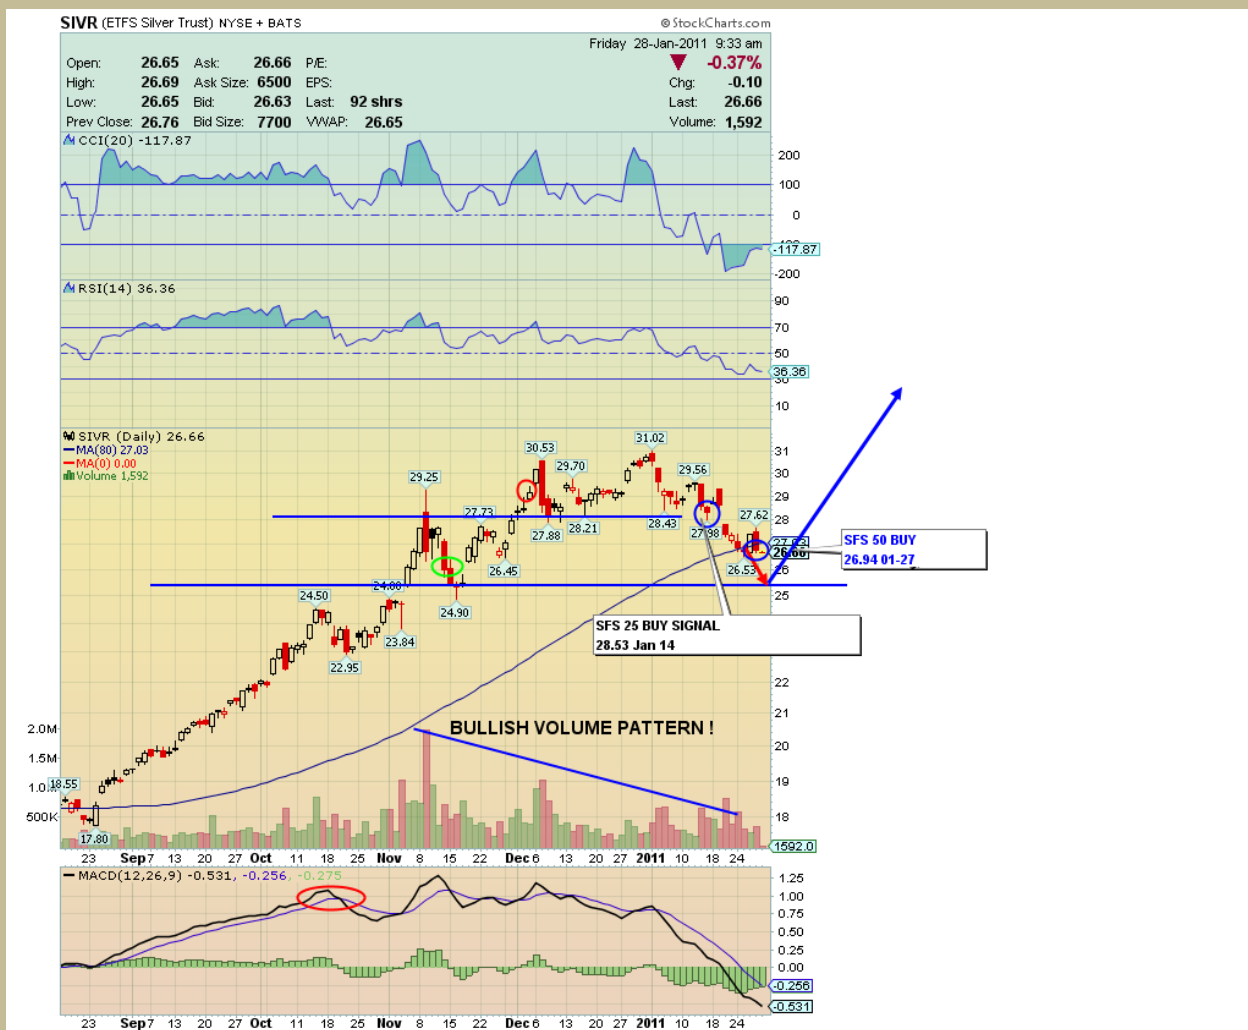 SIVR (ETFS Silver Trust) NYSE + BATS
© StockCharts.com
Friday 28-Jan-2011 9:33 am
Open: 26.65 Ask: 26.66 P/E:
-0.37%
High: 26.69 Ask Size: 6500 EPS:
Chg: -0.10
Low: 26.65 Bid: 26.63 Last: 92 shrs
Last: 26.66
Prev Close: 26.76 Bid Size: 7700 VWAP: 26.65
Volume: 1,592
CCI(20) -117.87
200
100
0
-117.87
-200
RSI(14) 36.36
90
70
50
36.36
30
10
SIVR (Daily) 26.66
MA(80) 27.03
MA(0) 0.00
Volume 1,592
31.02
30.53
29.70
29.56
29.25
27.73
28.21
28.43
27.88
27.98
27.62
26.45
26.53
24.50
24.90
23.84
22.95
18.55
17.80
31
30
29
28
26
25
22
21
20
19
18
SFS 50 BUY
26.94 01-27
SFS 25 BUY SIGNAL
28.53 Jan 14
BULLISH VOLUME PATTERN !
2.0M
1.5M
500K
1592.0
23 Sep 7 13 20 27 Oct 11 18 25 Nov 8 15 22 Dec 6 13 20 27 2011 10 18 24
MACD(12,26,9) -0.531, -0.256, -0.275
1.25
1.00
0.75
0.50
0.25
0.00
-0.256
-0.531
23 Sep 7 13 20 27 Oct 11 18 25 Nov 8 15 22 Dec 6 13 20 27 2011 10 18 24